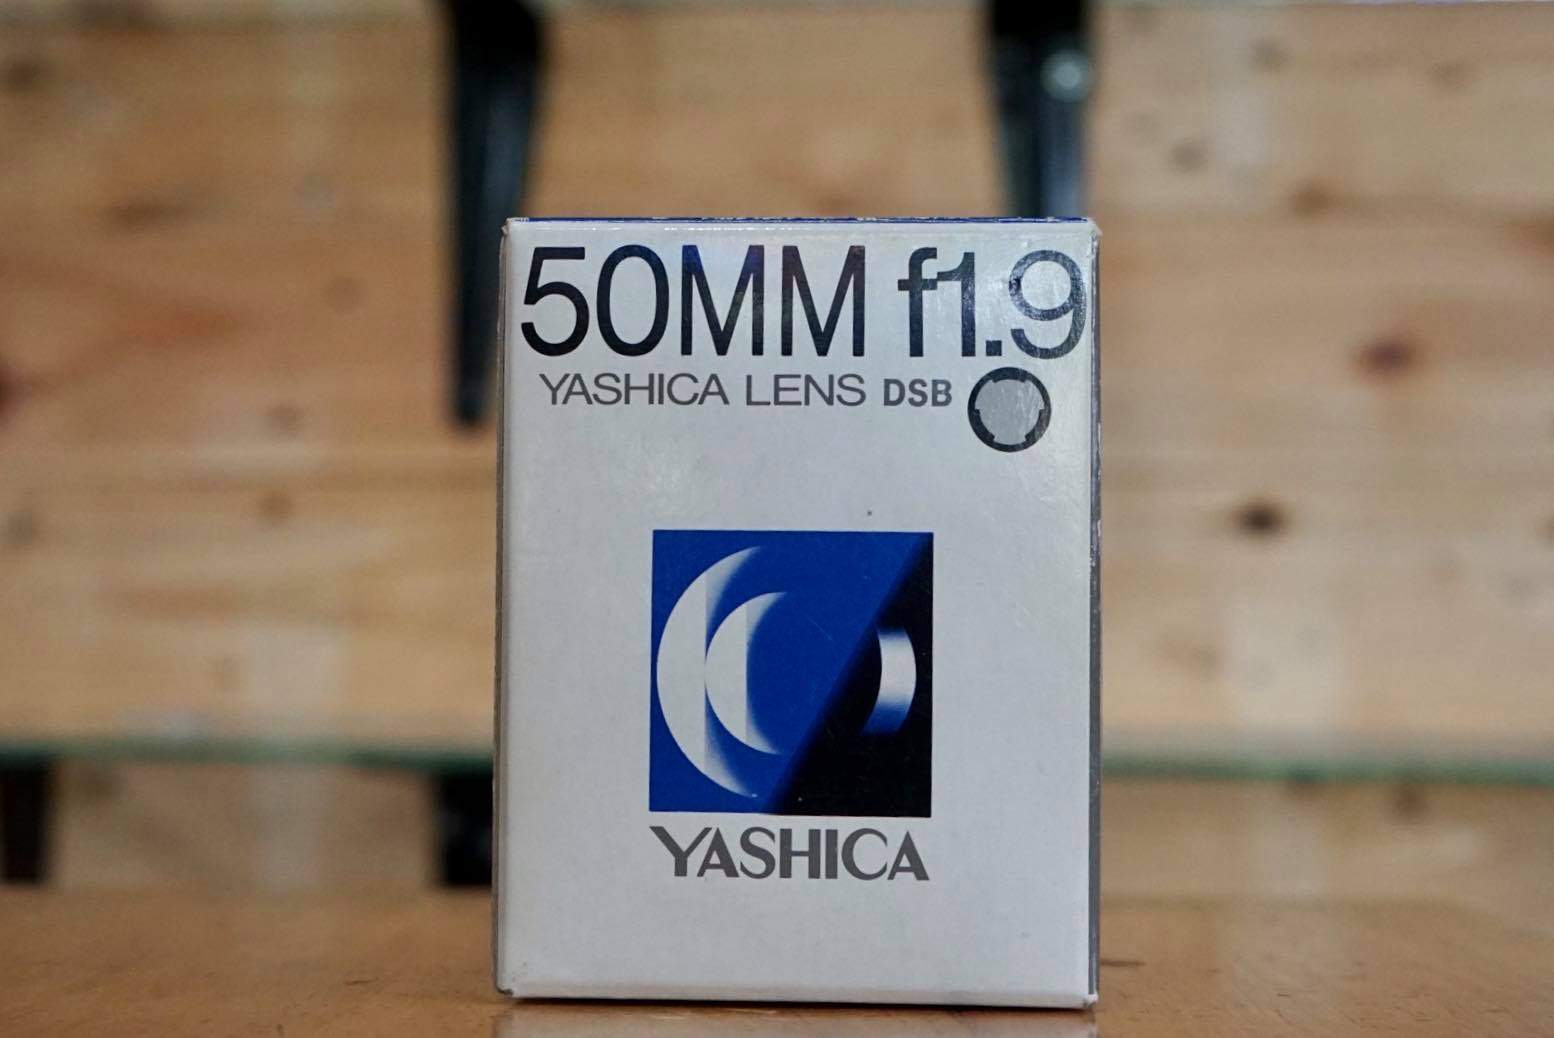 50MM f1.9
YASHICA LENS DSB
YASHICA